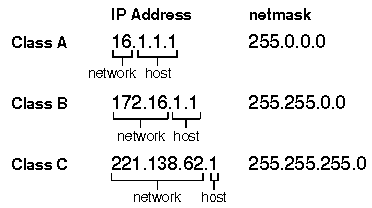 IP Address netmask
Class A 16.1.1.1 255.0.0.0
network host
Class B 172.16.1.1 255.255.0.0
network host
Class C 221.138.62.1 255.255.255.0
network host